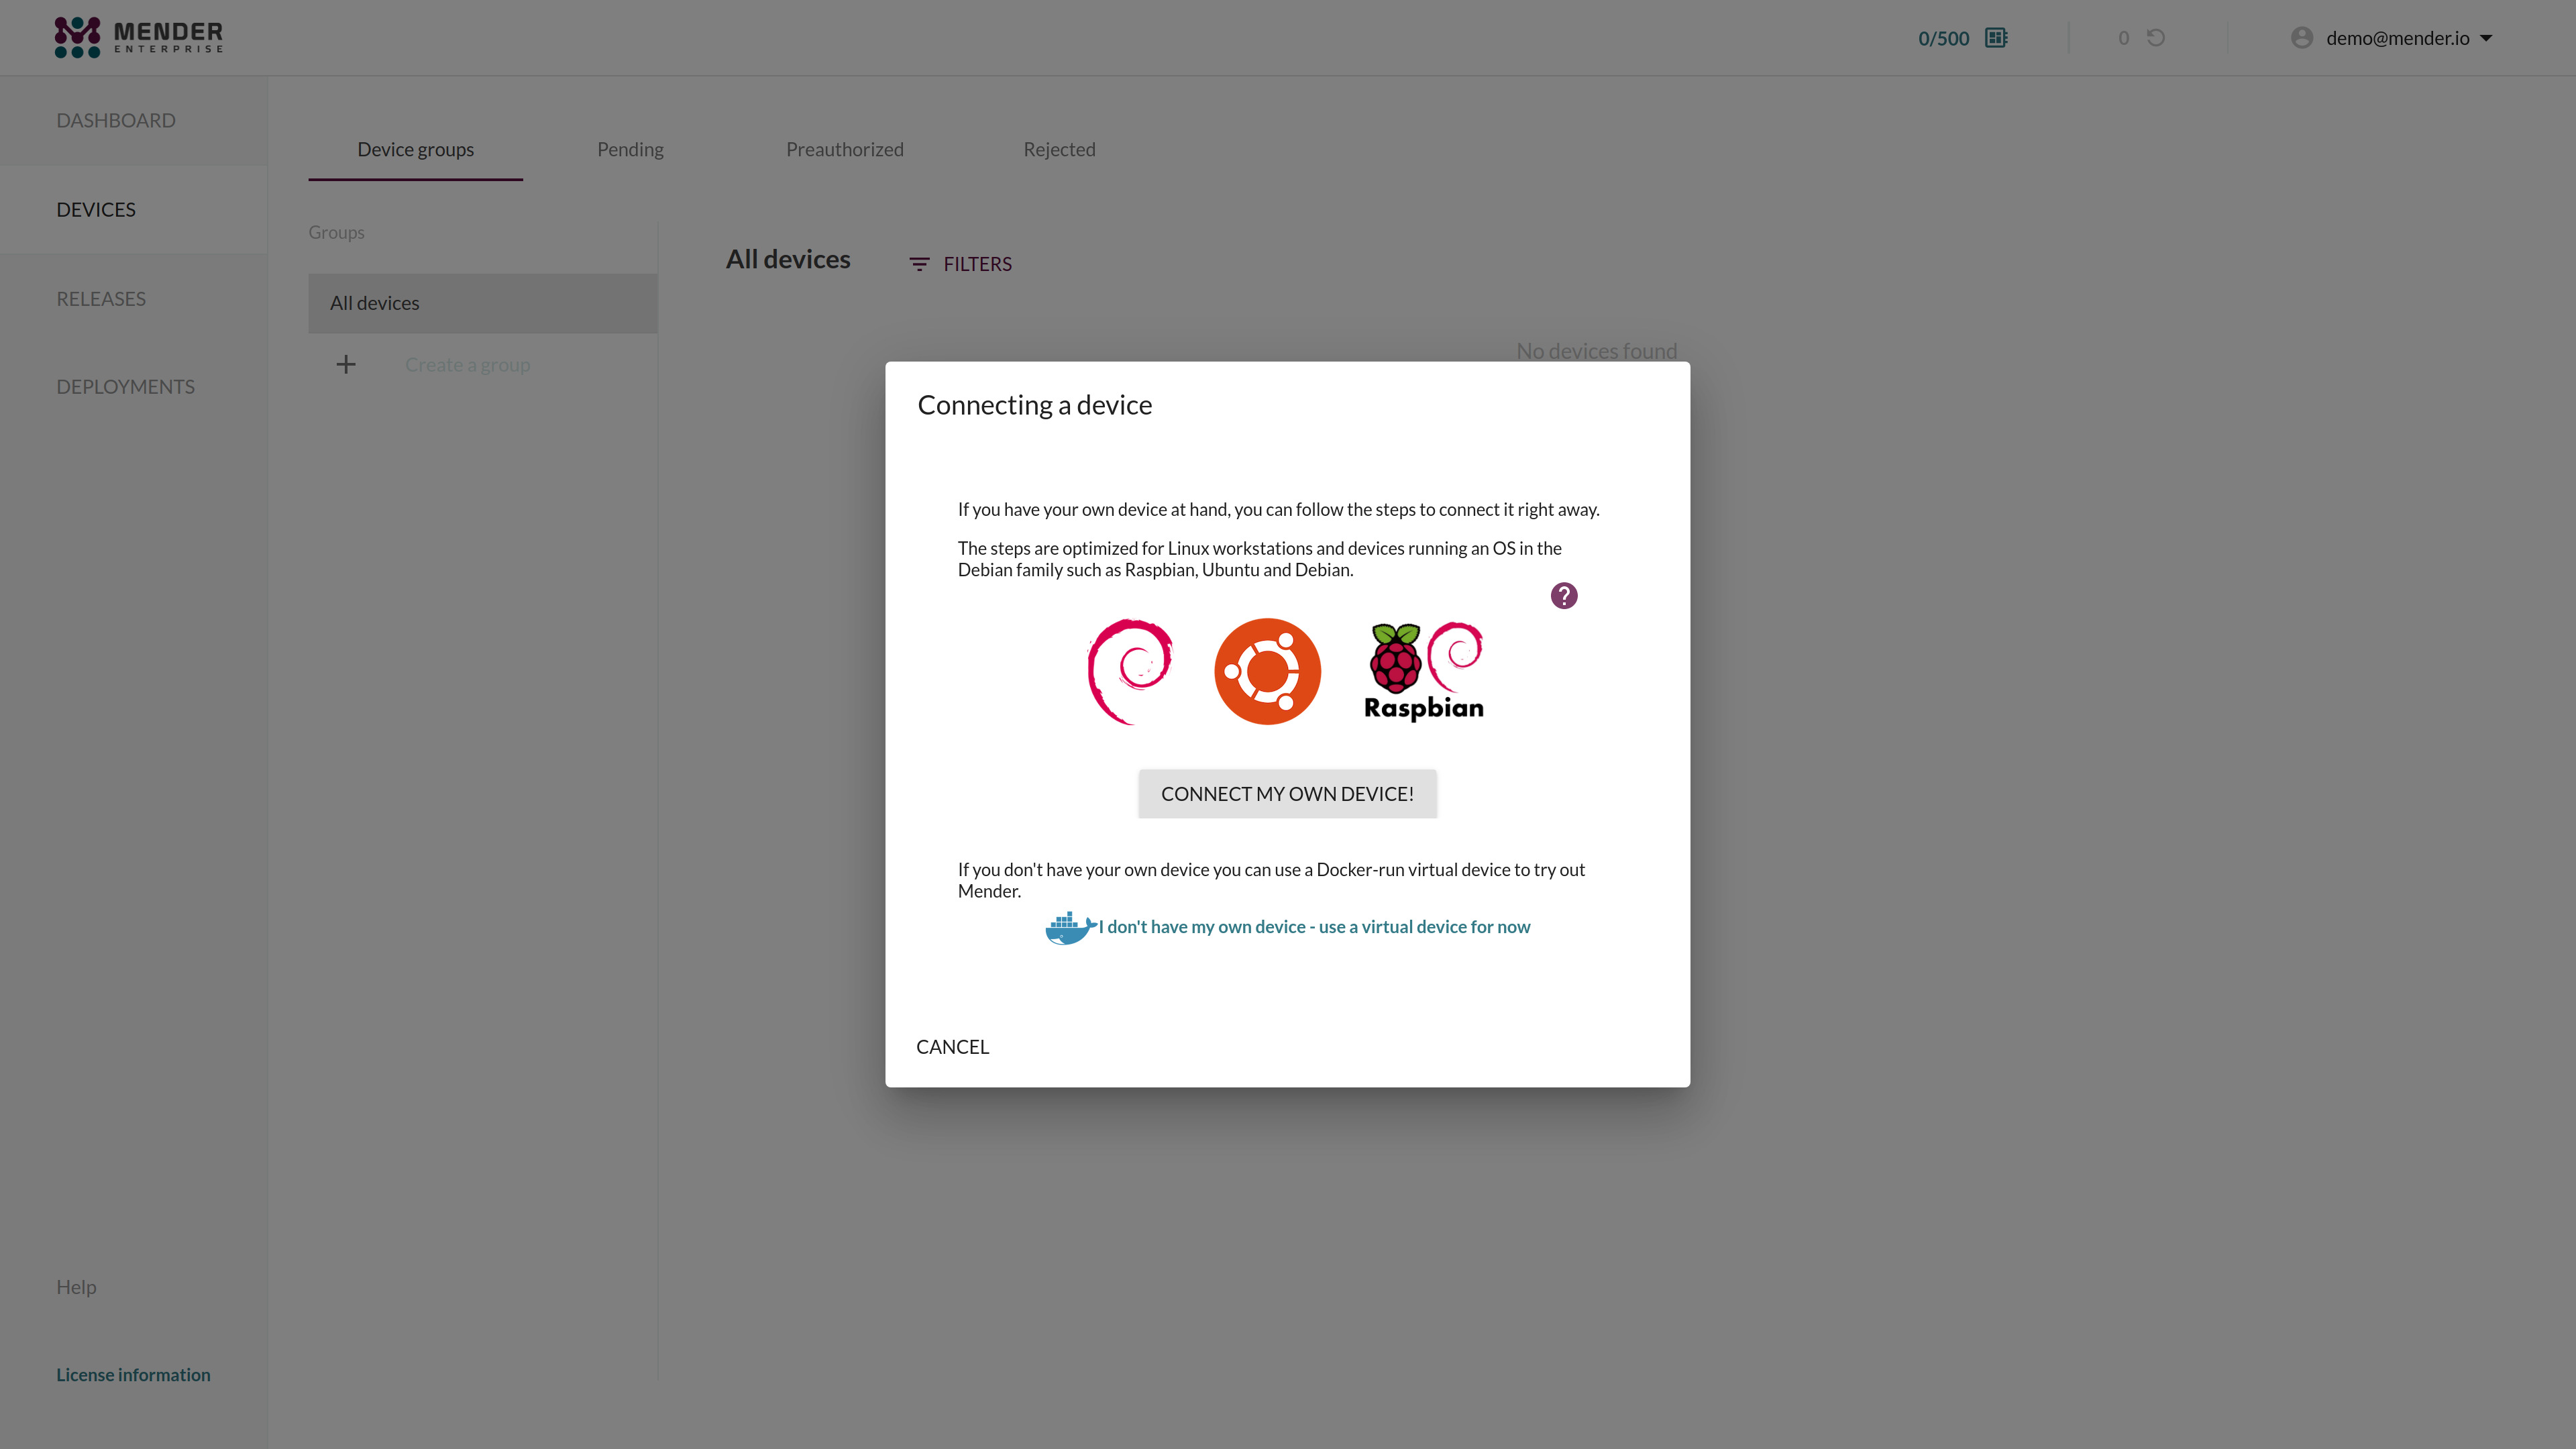 MENDER
ENTERPRISE
0/500
0
demo@mender.io
DASHBOARD
DEVICES
RELEASES
DEPLOYMENTS
Help
License information
Device groups
Pending
Preauthorized
Rejected
Groups
All devices
Create a group
All devices
FILTERS
No devices found
Connecting a device
If you have your own device at hand, you can follow the steps to connect it right away.
The steps are optimized for Linux workstations and devices running an OS in the
Debian family such as Raspbian, Ubuntu and Debian.
?
Raspbian
CONNECT MY OWN DEVICE!
If you don't have your own device you can use a Docker-run virtual device to try out
Mender.
I don't have my own device - use a virtual device for now
CANCEL